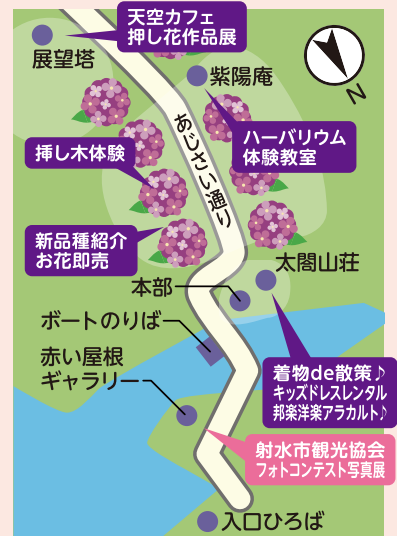 天空カフェ
押し花作品展
展望塔
紫陽庵
N
ハーバリウム
体験教室
挿し木体験
あじさい通り
新品種紹介
お花即売
太閤山荘
本部
ボートのりば
赤い屋根
ギャラリー
着物de散策♪
キッズドレスレンタル
邦楽洋楽アラカルト♪
射水市観光協会
フォトコンテスト写真展
入口ひろば